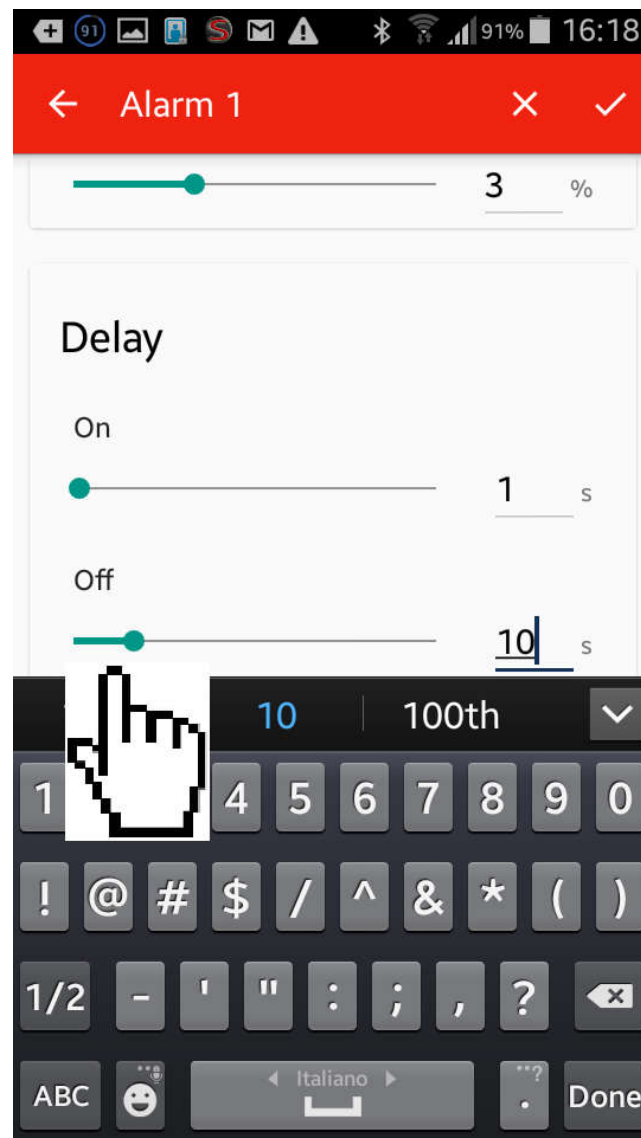 91 91% 16:18
Alarm 1
3 %
Delay
On
1 s
Off
10 s
10 100th
1 4 5 6 7 8 9 0
! @ # $ / ^ & * ( )
1/2 - ' " : ; , ? 
ABC Italiano . Done